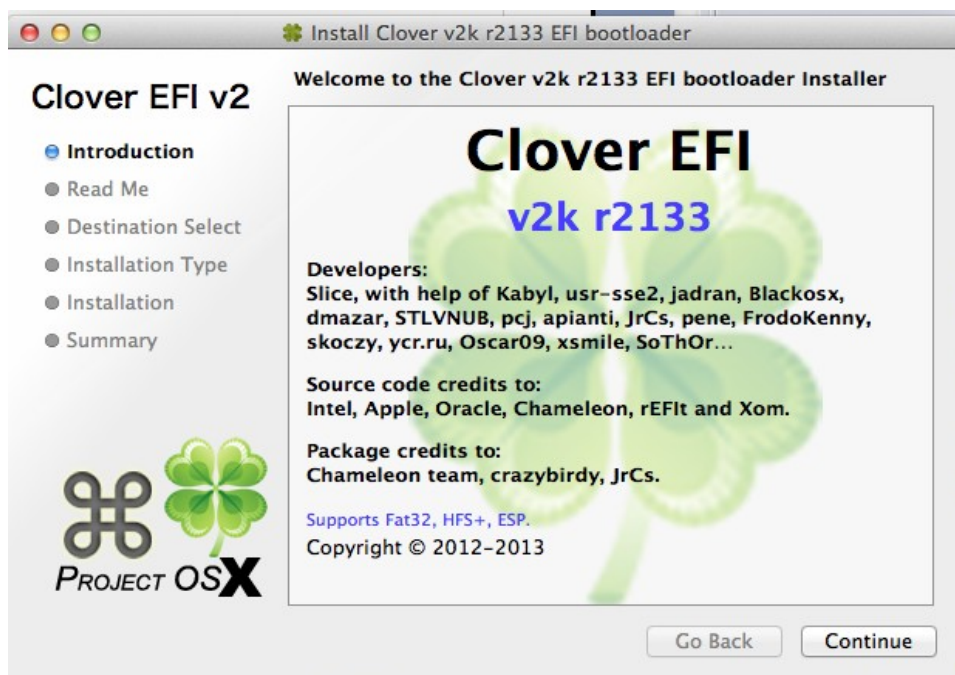 Install Clover v2k r2133 EFI bootloader
Welcome to the Clover v2k r2133 EFI bootloader Installer
Clover EFI v2
Introduction
Read Me
Destination Select
Installation Type
Installation
Summary
PROJECT OSX
Clover EFI
v2k r2133
Developers:
Slice, with help of Kabyl, usr-sse2, jadran, Blackosx,
dmazar, STLVNUB, pcj, apianti, JrCs, pene, FrodoKenny,
skoczy, ycr.ru, Oscar09, xsmile, SoThOr...
Source code credits to:
Intel, Apple, Oracle, Chameleon, rEFIt and Xom.
Package credits to:
Chameleon team, crazybirdy, JrCs.
Supports Fat32, HFS+, ESP.
Copyright © 2012-2013
Go Back
Continue